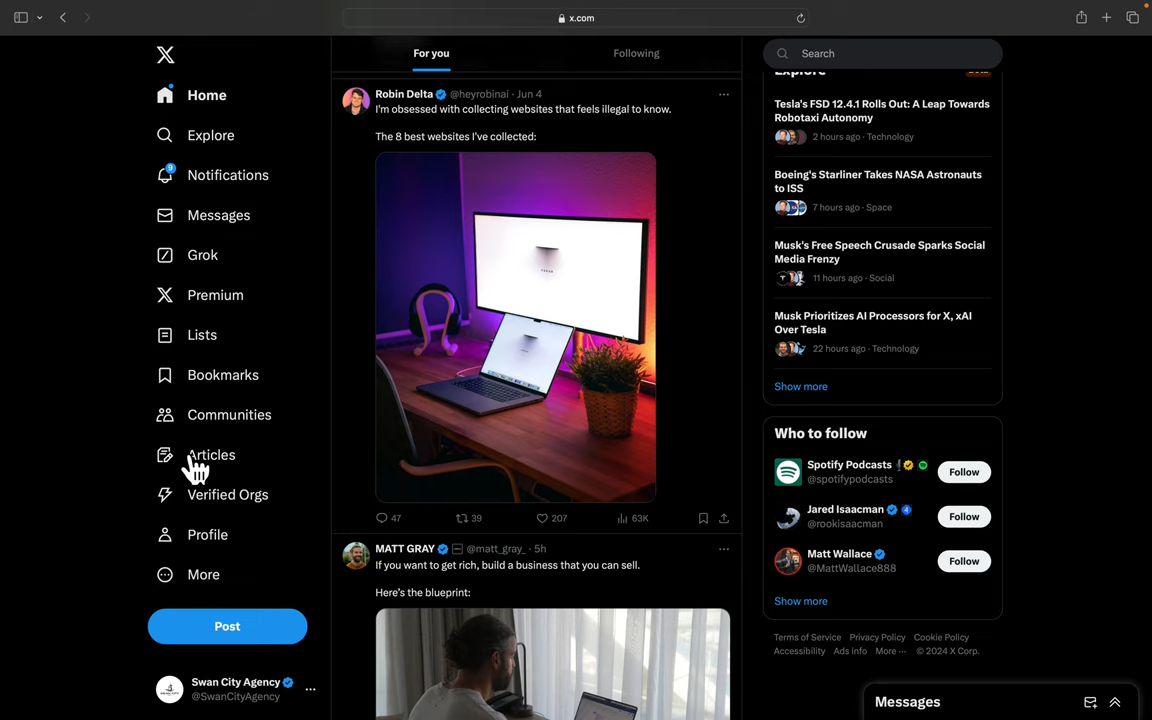 x.com
Home
Explore
9
Notifications
Messages
Grok
Premium
Lists
Bookmarks
Communities
Articles
Verified Orgs
Profile
More
Post
Swan City Agency
@SwanCityAgency
For you
Following
Robin Delta @heyrobinai · Jun 4
I'm obsessed with collecting websites that feels illegal to know.
The 8 best websites I've collected:
47
39
207
63K
MATT GRAY @matt_gray_ · 5h
If you want to get rich, build a business that you can sell.
Here's the blueprint:
Search
Explore
Beta
Tesla's FSD 12.4.1 Rolls Out: A Leap Towards
Robotaxi Autonomy
2 hours ago · Technology
Boeing's Starliner Takes NASA Astronauts
to ISS
7 hours ago · Space
Musk's Free Speech Crusade Sparks Social
Media Frenzy
11 hours ago · Social
Musk Prioritizes AI Processors for X, xAI
Over Tesla
22 hours ago · Technology
Show more
Who to follow
Spotify Podcasts
@spotifypodcasts
Follow
Jared Isaacman
4
@rookisaacman
Follow
Matt Wallace
@MattWallace888
Follow
Show more
Terms of Service Privacy Policy Cookie Policy
Accessibility Ads info More ··· © 2024 X Corp.
Messages